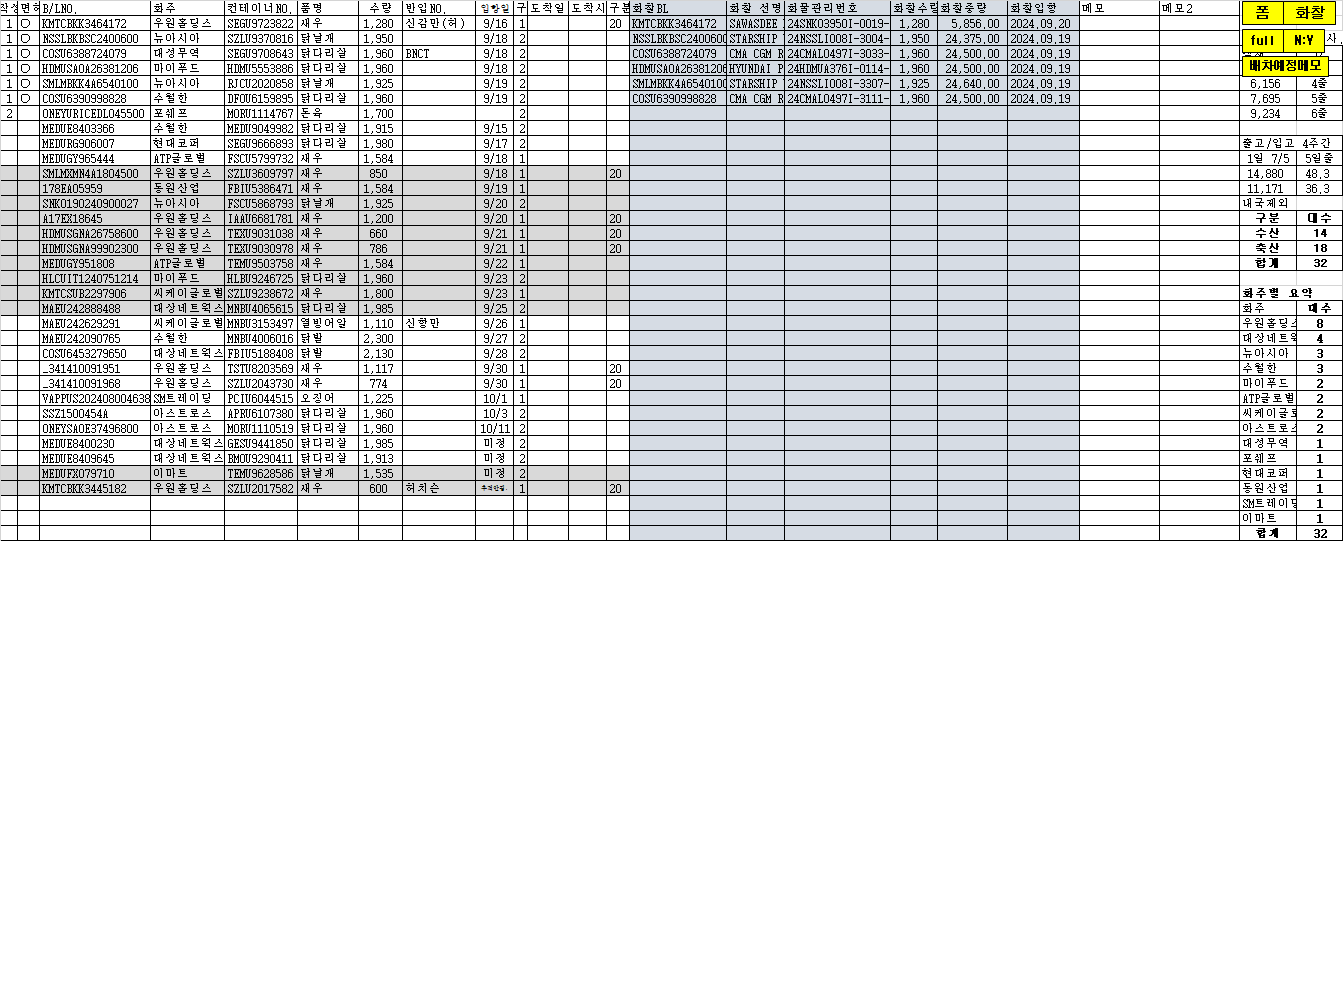 작성 면허 B/LNO. 화주 컨테이너NO. 품명 수량 반입NO. 입항일 구 도착일 도착시 구분 화찰BL 화찰 선명 화물관리번호 화찰수량 화찰중량 화찰입항 메모 메모2 폼 화찰
1 O KMTCBKK3464172 우원홀딩스 SEGU9723822 새우 1,280 신감만(허) 9/16 1 20 KMTCBKK3464172 SAWASDEE 24SNKO3950I-0019- 1,280 5,856.00 2024.09.20
1 O NSSLBKBSC2400600 뉴아시아 SZLU9370816 닭날개 1,950 9/18 2 NSSLBKBSC2400600 STARSHIP 24NSSLI008I-3004- 1,950 24,375.00 2024.09.19 full N:Y 사.
1 O COSU6388724079 대성무역 SEGU9708643 닭다리살 1,960 BNCT 9/18 2 COSU6388724079 CMA CGM R 24CMAL0497I-3033- 1,960 24,500.00 2024.09.19
1 O HDMUSAOA26381206 마이푸드 HDMU5553886 닭다리살 1,960 9/18 2 HDMUSAOA26381206 HYUNDAI P 24HDMUA376I-0114- 1,960 24,500.00 2024.09.19 배차예정메모
1 O SMLMBKK4A6540100 뉴아시아 RJCU2020858 닭날개 1,925 9/19 2 SMLMBKK4A6540100 STARSHIP 24NSSLI008I-3307- 1,925 24,640.00 2024.09.19 6,156 4줄
1 O COSU6390998828 수월한 DFOU6159895 닭다리살 1,960 9/19 2 COSU6390998828 CMA CGM R 24CMAL0497I-3111- 1,960 24,500.00 2024.09.19 7,695 5줄
2 ONEYURICEDL045500 포쉐프 MORU1114767 돈육 1,700 2 9,234 6줄
MEDUE8403366 수월한 MEDU9049982 닭다리살 1,915 9/15 2
MEDURG906007 현대코퍼 SEGU9666893 닭다리살 1,980 9/17 2 출고/입고 4주간
MEDUGY965444 ATP글로벌 FSCU5799732 새우 1,584 9/18 1 1일 7/5 5일줄
SMLMXMN4A1804500 우원홀딩스 SZLU3609797 새우 850 9/18 1 20 14,880 48.3
178EA05959 동원산업 FBIU5386471 새우 1,584 9/19 1 11,171 36.3
SNKO190240900027 뉴아시아 FSCU5868793 닭날개 1,925 9/20 2 내국제외
A17EX18645 우원홀딩스 IAAU6681781 새우 1,200 9/20 1 20 구분 대수
HDMUSGNA26758600 우원홀딩스 TEXU9031038 새우 660 9/21 1 20 수산 14
HDMUSGNA99902300 우원홀딩스 TEXU9030978 새우 786 9/21 1 20 축산 18
MEDUGY951808 ATP글로벌 TEMU9503758 새우 1,584 9/22 1 합계 32
HLCUIT1240751214 마이푸드 HLBU9246725 닭다리살 1,960 9/23 2
KMTCSUB2297906 씨케이글로벌 SZLU9238672 새우 1,800 9/23 1 화주별 요약
MAEU242888488 대상네트웍스 MNBU4065615 닭다리살 1,985 9/25 2 화주 대수
MAEU242629291 씨케이글로벌 MNBU3153497 열빙어알 1,110 신항만 9/26 1 우원홀딩스 8
MAEU242090765 수월한 MNBU4006016 닭발 2,300 9/27 2 대상네트웍 4
COSU6453279650 대상네트웍스 FBIU5188408 닭발 2,130 9/28 2 뉴아시아 3
_341410091951 우원홀딩스 TSTU8203569 새우 1,117 9/30 1 20 수월한 3
_341410091968 우원홀딩스 SZLU2043730 새우 774 9/30 1 20 마이푸드 2
VAPPUS202408004638 SM트레이딩 PCIU6044515 오징어 1,225 10/1 2 ATP글로벌 2
SSZ1500454A 아스트로스 APRU6107380 닭다리살 1,960 10/3 2 씨케이글로 2
ONEYSAOE37496800 아스트로스 MORU1110519 닭다리살 1,960 10/11 2 아스트로스 2
MEDUE8400230 대상네트웍스 GESU9441850 닭다리살 1,985 미정 2 대성무역 1
MEDUE8409645 대상네트웍스 BMOU9290411 닭다리살 1,913 미정 2 포쉐프 1
MEDUFX079710 이마트 TEMU9628586 닭날개 1,535 미정 2 현대코퍼 1
KMTCBKK3445182 우원홀딩스 SZLU2017582 새우 600 허치슨 1 20 동원산업 1
SM트레이딩 1
이마트 1
합계 32